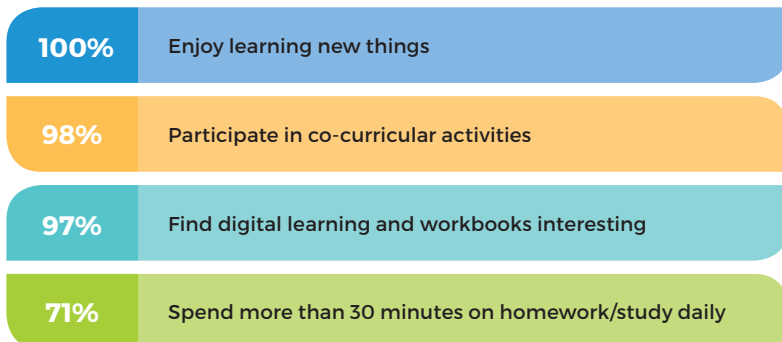 100% Enjoy learning new things
98% Participate in co-curricular activities
97% Find digital learning and workbooks interesting
71% Spend more than 30 minutes on homework/study daily